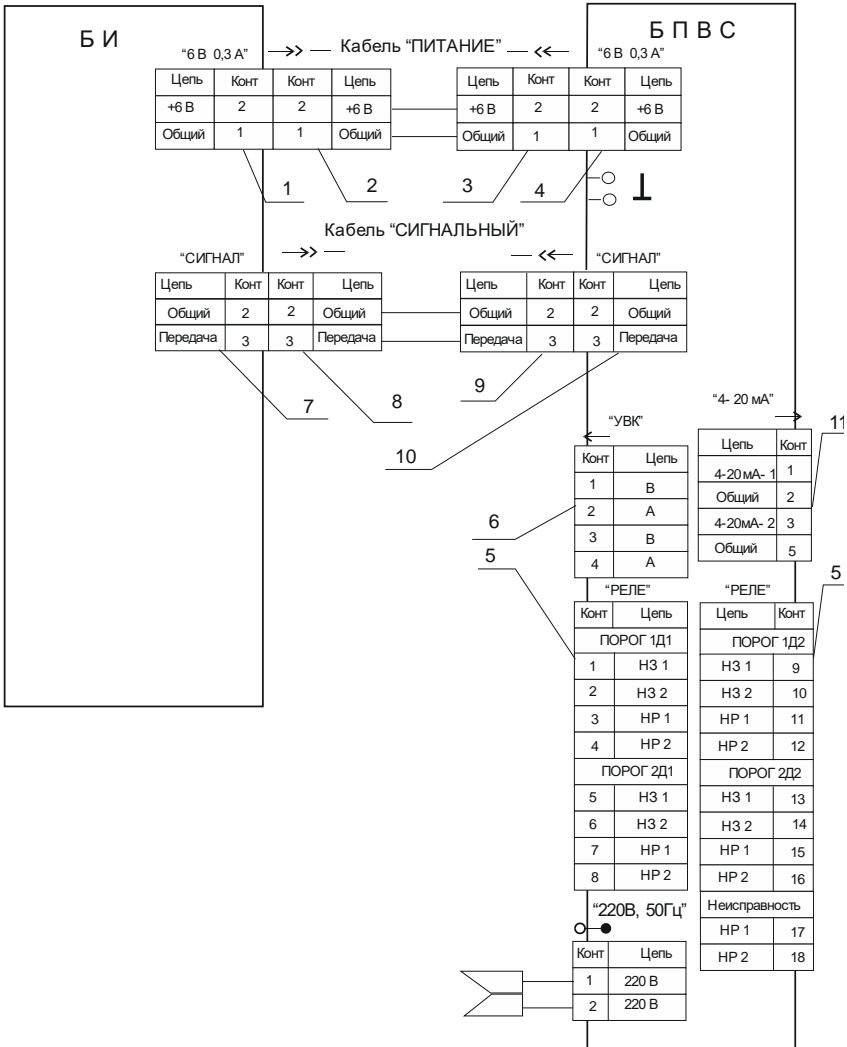 Б И
Б П В С
“6 В 0,3 А”
Кабель “ПИТАНИЕ”
“6 В 0,3 А”
Цепь Конт Конт Цепь
+6 В 2 2 +6 В
Общий 1 1 Общий
Цепь Конт Конт Цепь
+6 В 2 2 +6 В
Общий 1 1 Общий
1 2 3 4
Кабель “СИГНАЛЬНЫЙ”
“СИГНАЛ”
“СИГНАЛ”
Цепь Конт Конт Цепь
Общий 2 2 Общий
Передача 3 3 Передача
Цепь Конт Конт Цепь
Общий 2 2 Общий
Передача 3 3 Передача
7 8 9
10
“УВК”
Конт Цепь
1 В
2 А
3 В
4 А
6
5
“4- 20 мА”
11
Цепь Конт
4-20 мА- 1 1
Общий 2
4-20мА- 2 3
Общий 5
5
“РЕЛЕ”
Конт Цепь
ПОРОГ 1Д1
1 НЗ 1
2 НЗ 2
3 НР 1
4 НР 2
ПОРОГ 2Д1
5 НЗ 1
6 НЗ 2
7 НР 1
8 НР 2
“РЕЛЕ”
Цепь Конт
ПОРОГ 1Д2
НЗ 1 9
НЗ 2 10
НР 1 11
НР 2 12
ПОРОГ 2Д2
НЗ 1 13
НЗ 2 14
НР 1 15
НР 2 16
Неисправность
НР 1 17
НР 2 18
“220В, 50Гц”
Конт Цепь
1 220 В
2 220 В